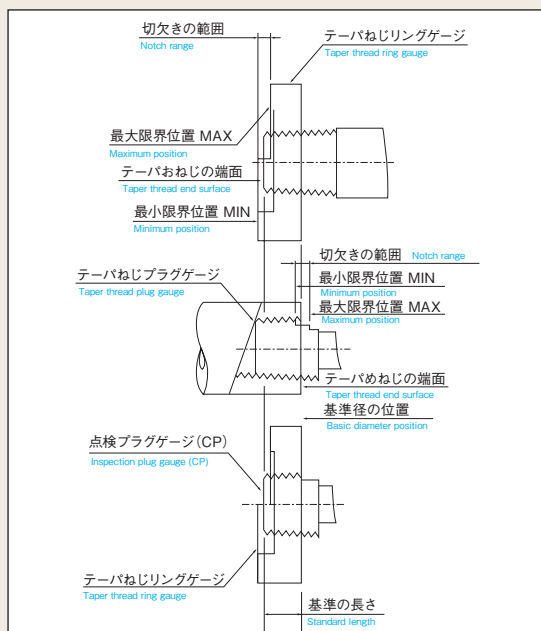 切欠きの範囲
Notch range
テーパねじリングゲージ
Taper thread ring gauge
最大限界位置 MAX
Maximum position
テーパおねじの端面
Taper thread end surface
最小限界位置 MIN
Minimum position
切欠きの範囲 Notch range
テーパねじプラグゲージ
Taper thread plug gauge
最小限界位置 MIN
Minimum position
最大限界位置 MAX
Maximum position
テーパめねじの端面
Taper thread end surface
基準径の位置
Basic diameter position
点検プラグゲージ(CP)
Inspection plug gauge (CP)
テーパねじリングゲージ
Taper thread ring gauge
基準の長さ
Standard length